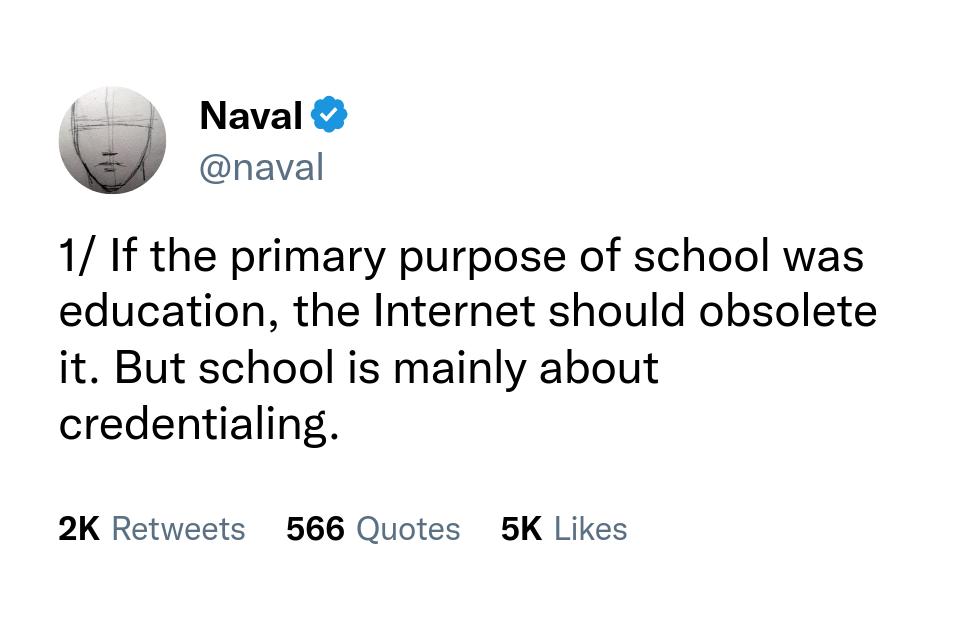 Naval
@naval
1/ If the primary purpose of school was
education, the Internet should obsolete
it. But school is mainly about
credentialing.
2K Retweets 566 Quotes 5K Likes